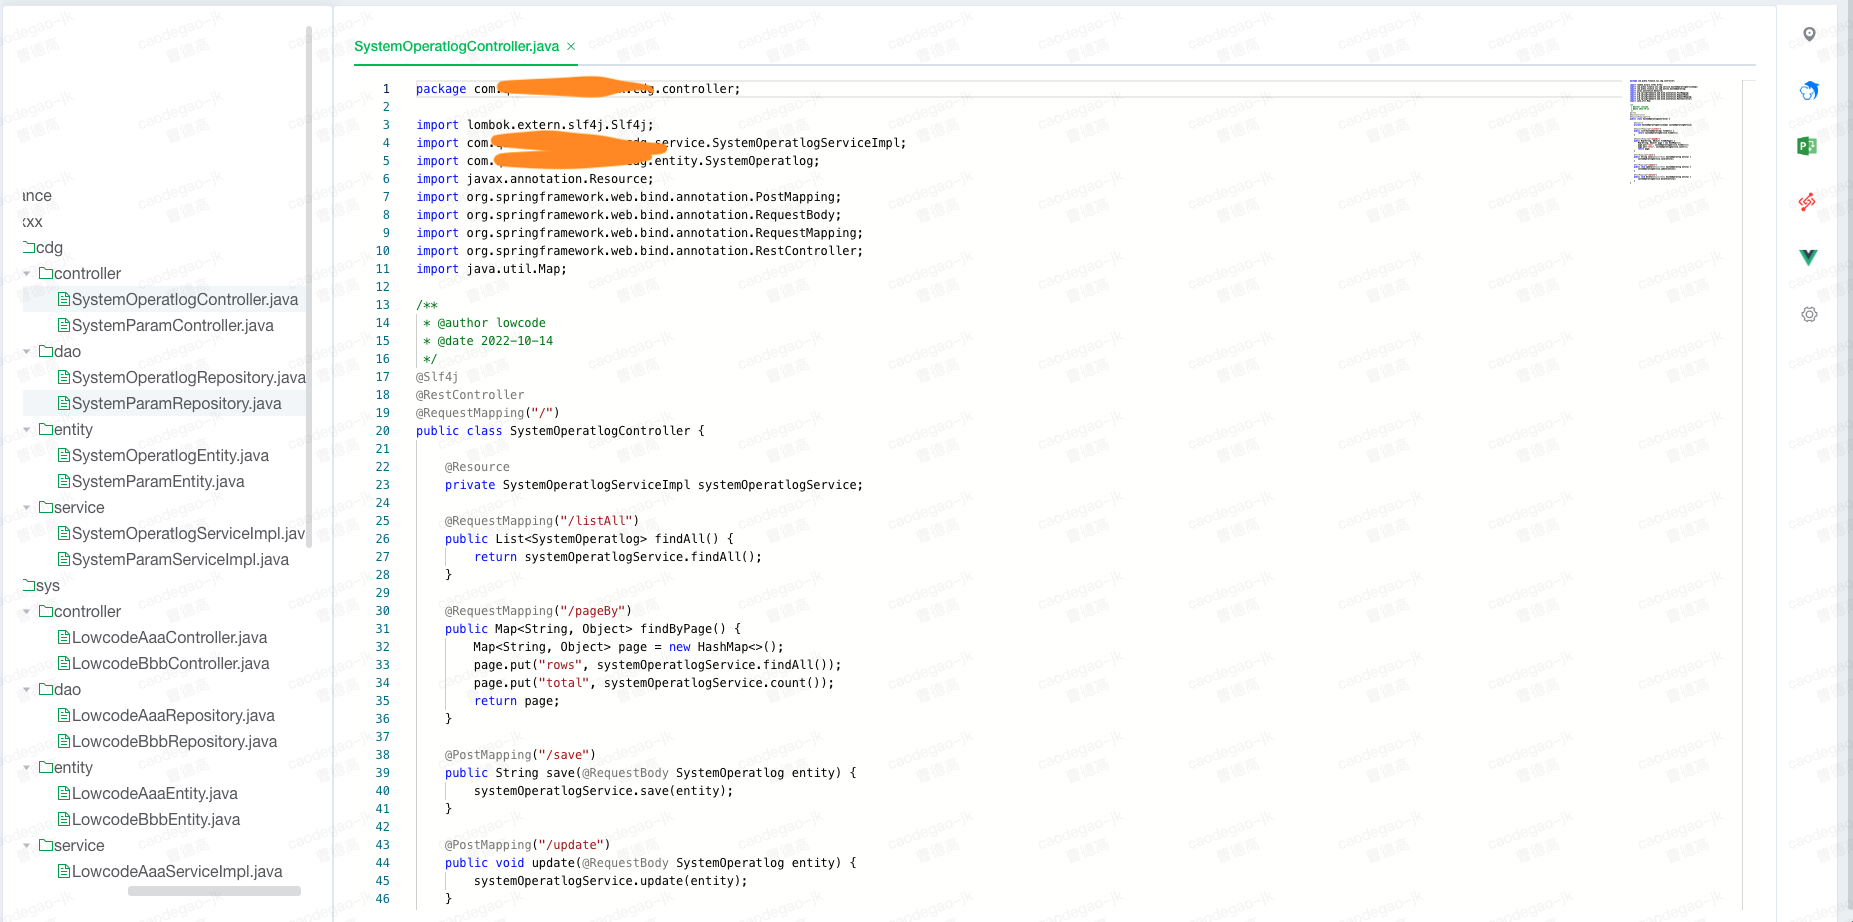 ance
xxx
cdg
controller
SystemOperatlogController.java
SystemParamController.java
dao
SystemOperatlogRepository.java
SystemParamRepository.java
entity
SystemOperatlogEntity.java
SystemParamEntity.java
service
SystemOperatlogServiceImpl.jav
SystemParamServiceImpl.java
sys
controller
LowcodeAaaController.java
LowcodeBbbController.java
dao
LowcodeAaaRepository.java
LowcodeBbbRepository.java
entity
LowcodeAaaEntity.java
LowcodeBbbEntity.java
service
LowcodeAaaServiceImpl.java
SystemOperatlogController.java ×
1 package com. cdg.controller;
2
3 import lombok.extern.slf4j.Slf4j;
4 import com. service.SystemOperatlogServiceImpl;
5 import com. cdg.entity.SystemOperatlog;
6 import javax.annotation.Resource;
7 import org.springframework.web.bind.annotation.PostMapping;
8 import org.springframework.web.bind.annotation.RequestBody;
9 import org.springframework.web.bind.annotation.RequestMapping;
10 import org.springframework.web.bind.annotation.RestController;
11 import java.util.Map;
12
13 /**
14 * @author lowcode
15 * @date 2022-10-14
16 */
17 @Slf4j
18 @RestController
19 @RequestMapping("/")
20 public class SystemOperatlogController {
21
22 @Resource
23 private SystemOperatlogServiceImpl systemOperatlogService;
24
25 @RequestMapping("/listAll")
26 public List<SystemOperatlog> findAll() {
27 return systemOperatlogService.findAll();
28 }
29
30 @RequestMapping("/pageBy")
31 public Map<String, Object> findByPage() {
32 Map<String, Object> page = new HashMap<>();
33 page.put("rows", systemOperatlogService.findAll());
34 page.put("total", systemOperatlogService.count());
35 return page;
36 }
37
38 @PostMapping("/save")
39 public String save(@RequestBody SystemOperatlog entity) {
40 systemOperatlogService.save(entity);
41 }
42
43 @PostMapping("/update")
44 public void update(@RequestBody SystemOperatlog entity) {
45 systemOperatlogService.update(entity);
46 }
caodegao-jk
曹德高